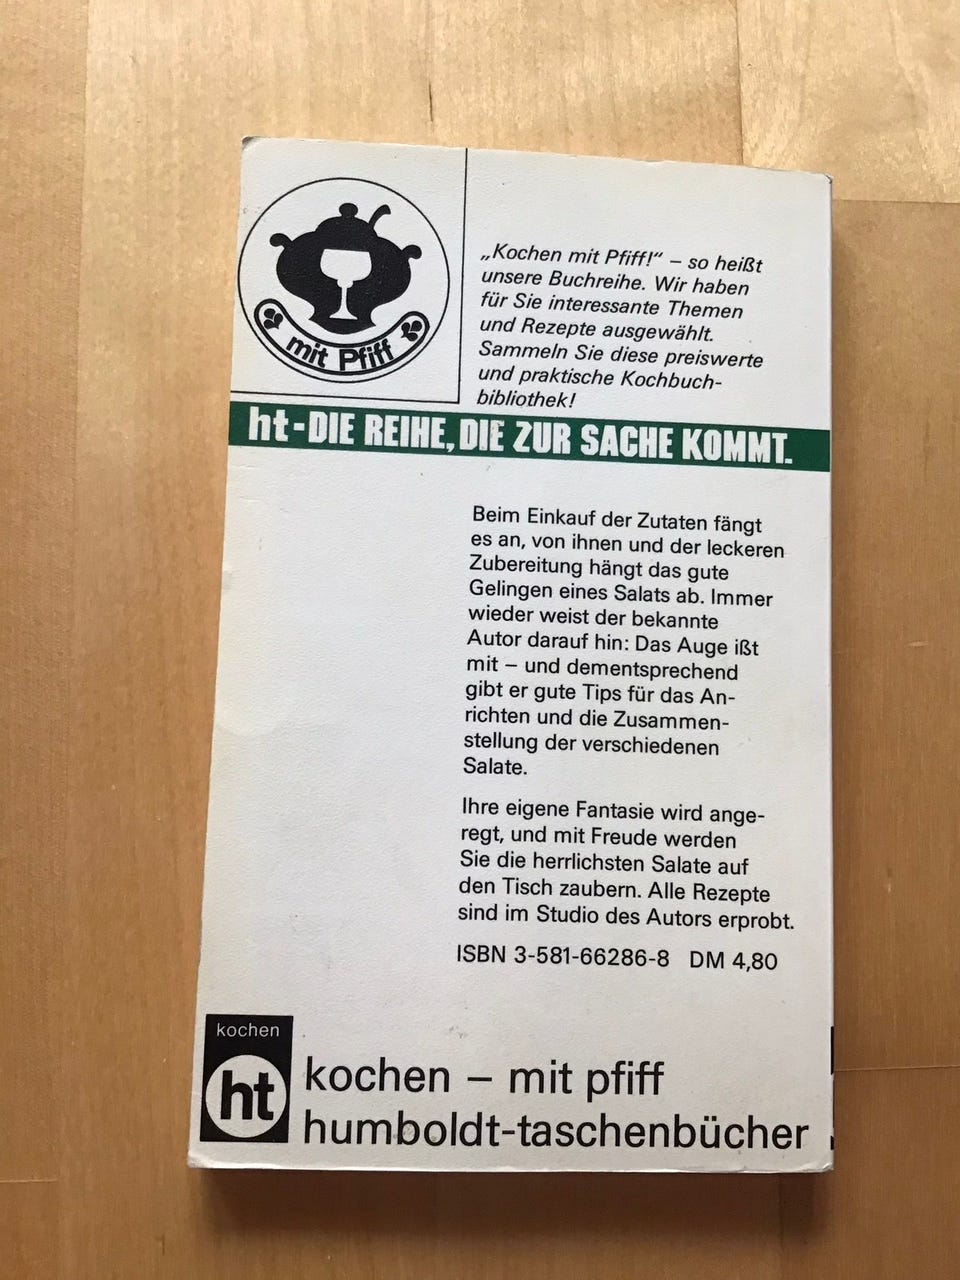 mit Pfiff
„Kochen mit Pfiff!“ – so heißt
unsere Buchreihe. Wir haben
für Sie interessante Themen
und Rezepte ausgewählt.
Sammeln Sie diese preiswerte
und praktische Kochbuch-
bibliothek!
ht-DIE REIHE, DIE ZUR SACHE KOMMT.
Beim Einkauf der Zutaten fängt
es an, von ihnen und der leckeren
Zubereitung hängt das gute
Gelingen eines Salats ab. Immer
wieder weist der bekannte
Autor darauf hin: Das Auge ißt
mit – und dementsprechend
gibt er gute Tips für das An-
richten und die Zusammen-
stellung der verschiedenen
Salate.
Ihre eigene Fantasie wird ange-
regt, und mit Freude werden
Sie die herrlichsten Salate auf
den Tisch zaubern. Alle Rezepte
sind im Studio des Autors erprobt.
ISBN 3-581-66286-8 DM 4,80
kochen
ht
kochen – mit pfiff
humboldt-taschenbücher